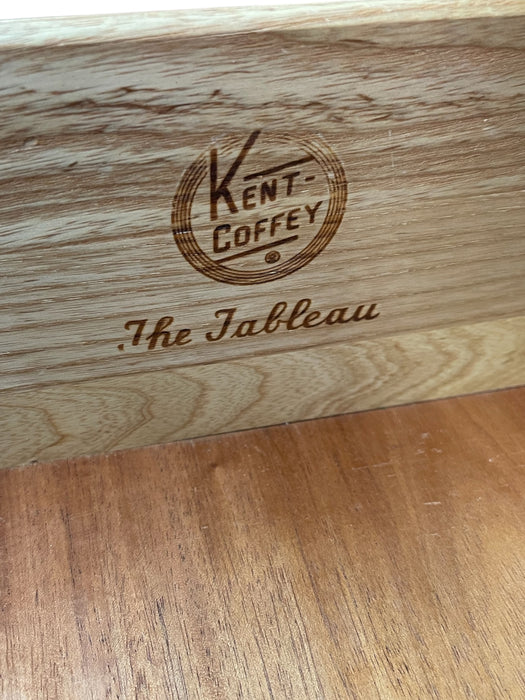 KENT-
COFFEY
®
The Tableau